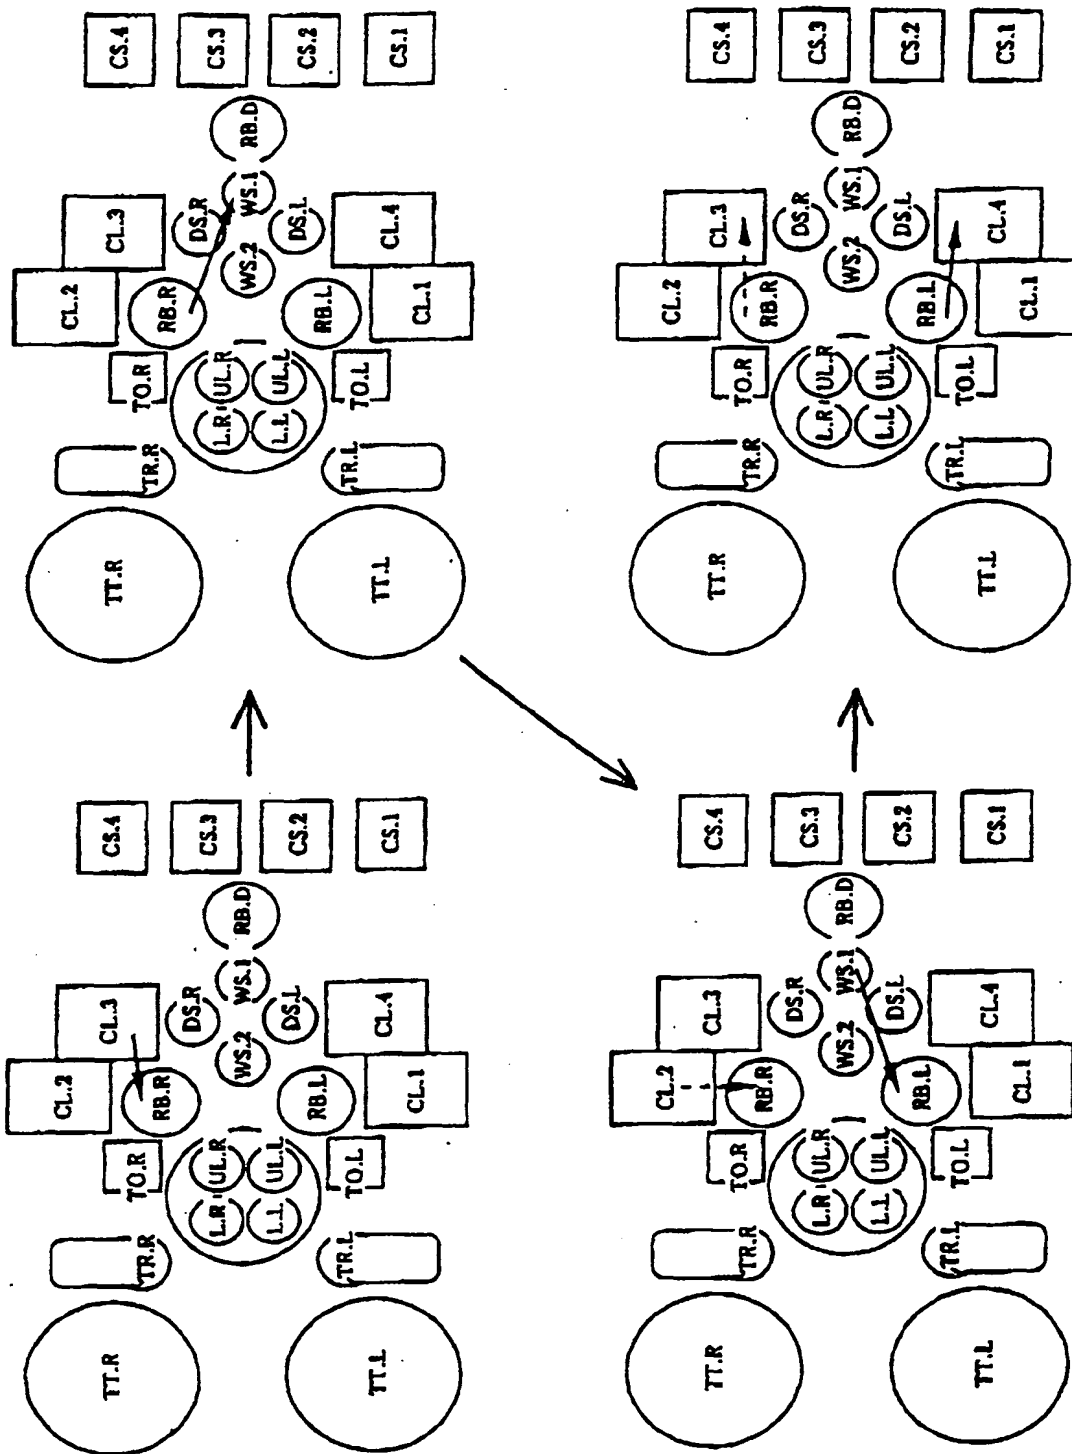 TT.R
TT.L
TR.R
TR.L
L.R
L.L
UL.R
UL.L
TO.R
TO.L
RB.R
RB.L
CL.2
CL.1
WS.2
DS.R
DS.L
CL.3
CL.4
WS.1
RB.D
CS.4
CS.3
CS.2
CS.1
TT.R
TT.L
TR.R
TR.L
L.R
L.L
UL.R
UL.L
TO.R
TO.L
RB.R
RB.L
CL.2
CL.1
WS.2
DS.R
DS.L
CL.3
CL.4
WS.1
RB.D
CS.4
CS.3
CS.2
CS.1
TT.R
TT.L
TR.R
TR.L
L.R
L.L
UL.R
UL.L
TO.R
TO.L
RB.R
RB.L
CL.2
CL.1
WS.2
DS.R
DS.L
CL.3
CL.4
WS.1
RB.D
CS.4
CS.3
CS.2
CS.1
TT.R
TT.L
TR.R
TR.L
L.R
L.L
UL.R
UL.L
TO.R
TO.L
RB.R
RB.L
CL.2
CL.1
WS.2
DS.R
DS.L
CL.3
CL.4
WS.1
RB.D
CS.4
CS.3
CS.2
CS.1